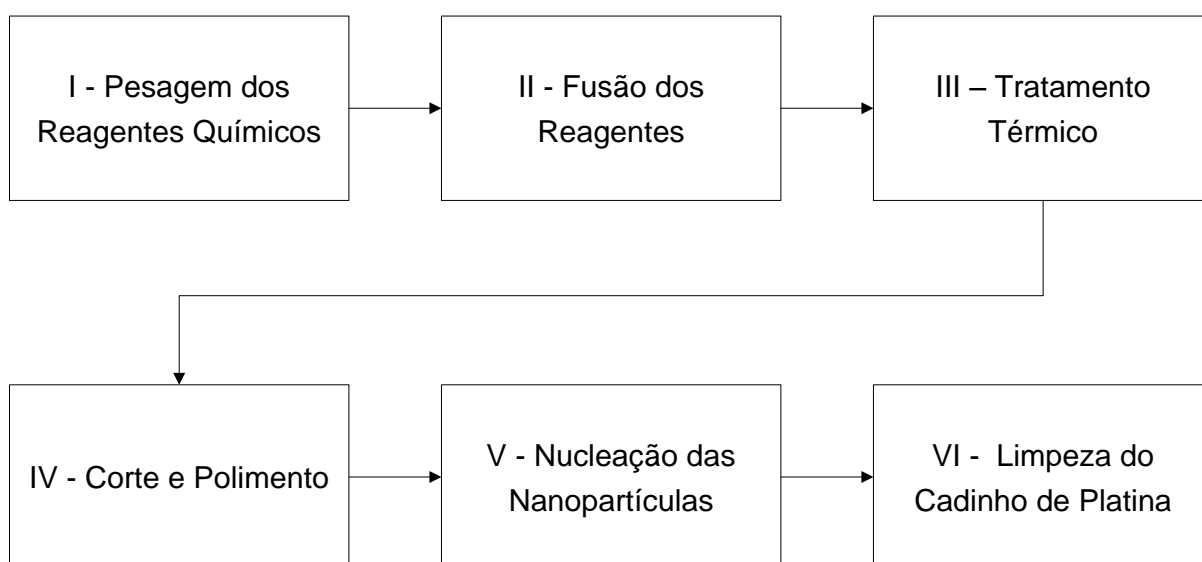 I - Pesagem dos
Reagentes Químicos
II - Fusão dos
Reagentes
III – Tratamento
Térmico
IV - Corte e Polimento
V - Nucleação das
Nanopartículas
VI -  Limpeza do
Cadinho de Platina